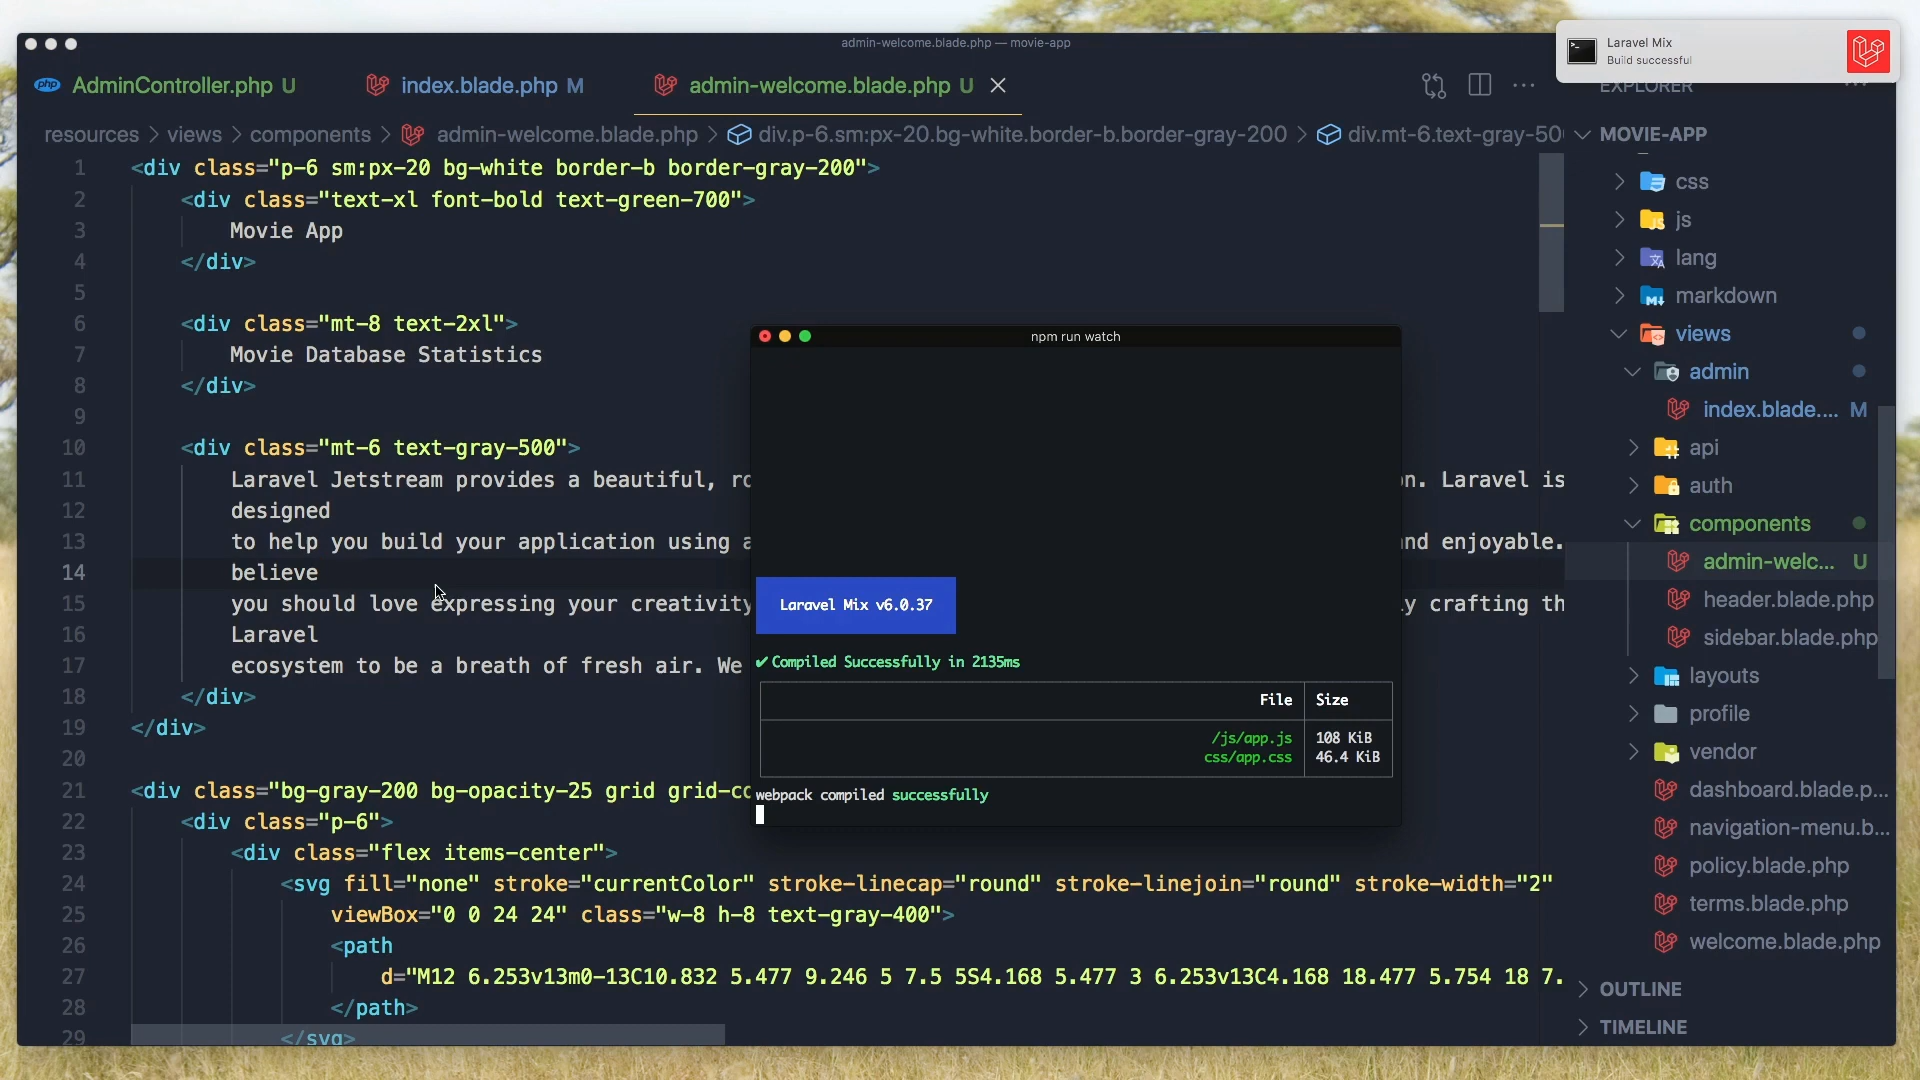 admin-welcome.blade.php — movie-app
Laravel Mix
Build successful
php AdminController.php U
index.blade.php M
admin-welcome.blade.php U
EXPLORER
resources > views > components > admin-welcome.blade.php > div.p-6.sm:px-20.bg-white.border-b.border-gray-200 > div.mt-6.text-gray-50
MOVIE-APP
1 <div class="p-6 sm:px-20 bg-white border-b border-gray-200">
2 <div class="text-xl font-bold text-green-700">
3 Movie App
4 </div>
5
6 <div class="mt-8 text-2xl">
7 Movie Database Statistics
8 </div>
9
10 <div class="mt-6 text-gray-500">
11 Laravel Jetstream provides a beautiful, ro
n. Laravel is
12 designed
13 to help you build your application using a
nd enjoyable.
14 believe
15 you should love expressing your creativity
y crafting th
16 Laravel
17 ecosystem to be a breath of fresh air. We
18 </div>
19 </div>
20
21 <div class="bg-gray-200 bg-opacity-25 grid grid-co
22 <div class="p-6">
23 <div class="flex items-center">
24 <svg fill="none" stroke="currentColor" stroke-linecap="round" stroke-linejoin="round" stroke-width="2"
25 viewBox="0 0 24 24" class="w-8 h-8 text-gray-400">
26 <path
27 d="M12 6.253v13m0-13C10.832 5.477 9.246 5 7.5 5S4.168 5.477 3 6.253v13C4.168 18.477 5.754 18 7.
28 </path>
29 </svg>
npm run watch
Laravel Mix v6.0.37
✔ Compiled Successfully in 2135ms
File Size
/js/app.js 108 KiB
css/app.css 46.4 KiB
webpack compiled successfully
css
js
lang
markdown
views
admin
index.blade.... M
api
auth
components
admin-welc... U
header.blade.php
sidebar.blade.php
layouts
profile
vendor
dashboard.blade.p...
navigation-menu.b...
policy.blade.php
terms.blade.php
welcome.blade.php
OUTLINE
TIMELINE